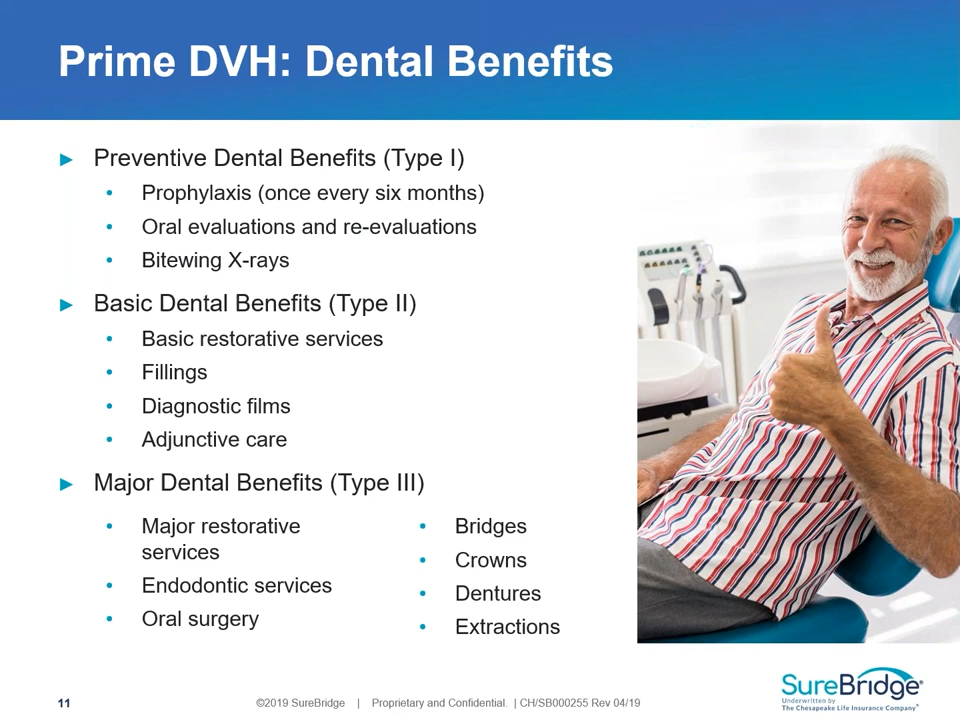 Prime DVH: Dental Benefits
► Preventive Dental Benefits (Type I)
• Prophylaxis (once every six months)
• Oral evaluations and re-evaluations
• Bitewing X-rays
► Basic Dental Benefits (Type II)
• Basic restorative services
• Fillings
• Diagnostic films
• Adjunctive care
► Major Dental Benefits (Type III)
• Major restorative
services
• Endodontic services
• Oral surgery
• Bridges
• Crowns
• Dentures
• Extractions
11
©2019 SureBridge | Proprietary and Confidential. | CH/SB000255 Rev 04/19
SureBridge®
Underwritten by
The Chesapeake Life Insurance Company®